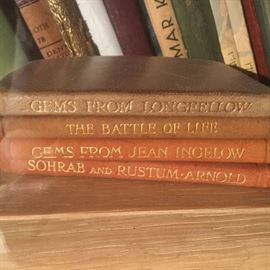 GEMS FROM LONGFELLOW
THE BATTLE OF LIFE
GEMS FROM JEAN INGELOW
SOHRAB AND RUSTUM-ARNOLD